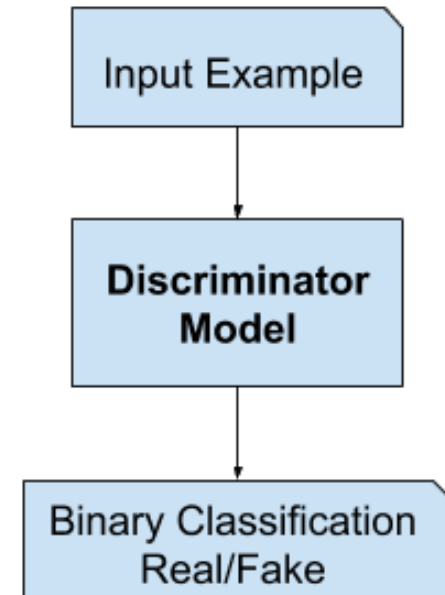 Input Example
Discriminator
Model
Binary Classification
Real/Fake